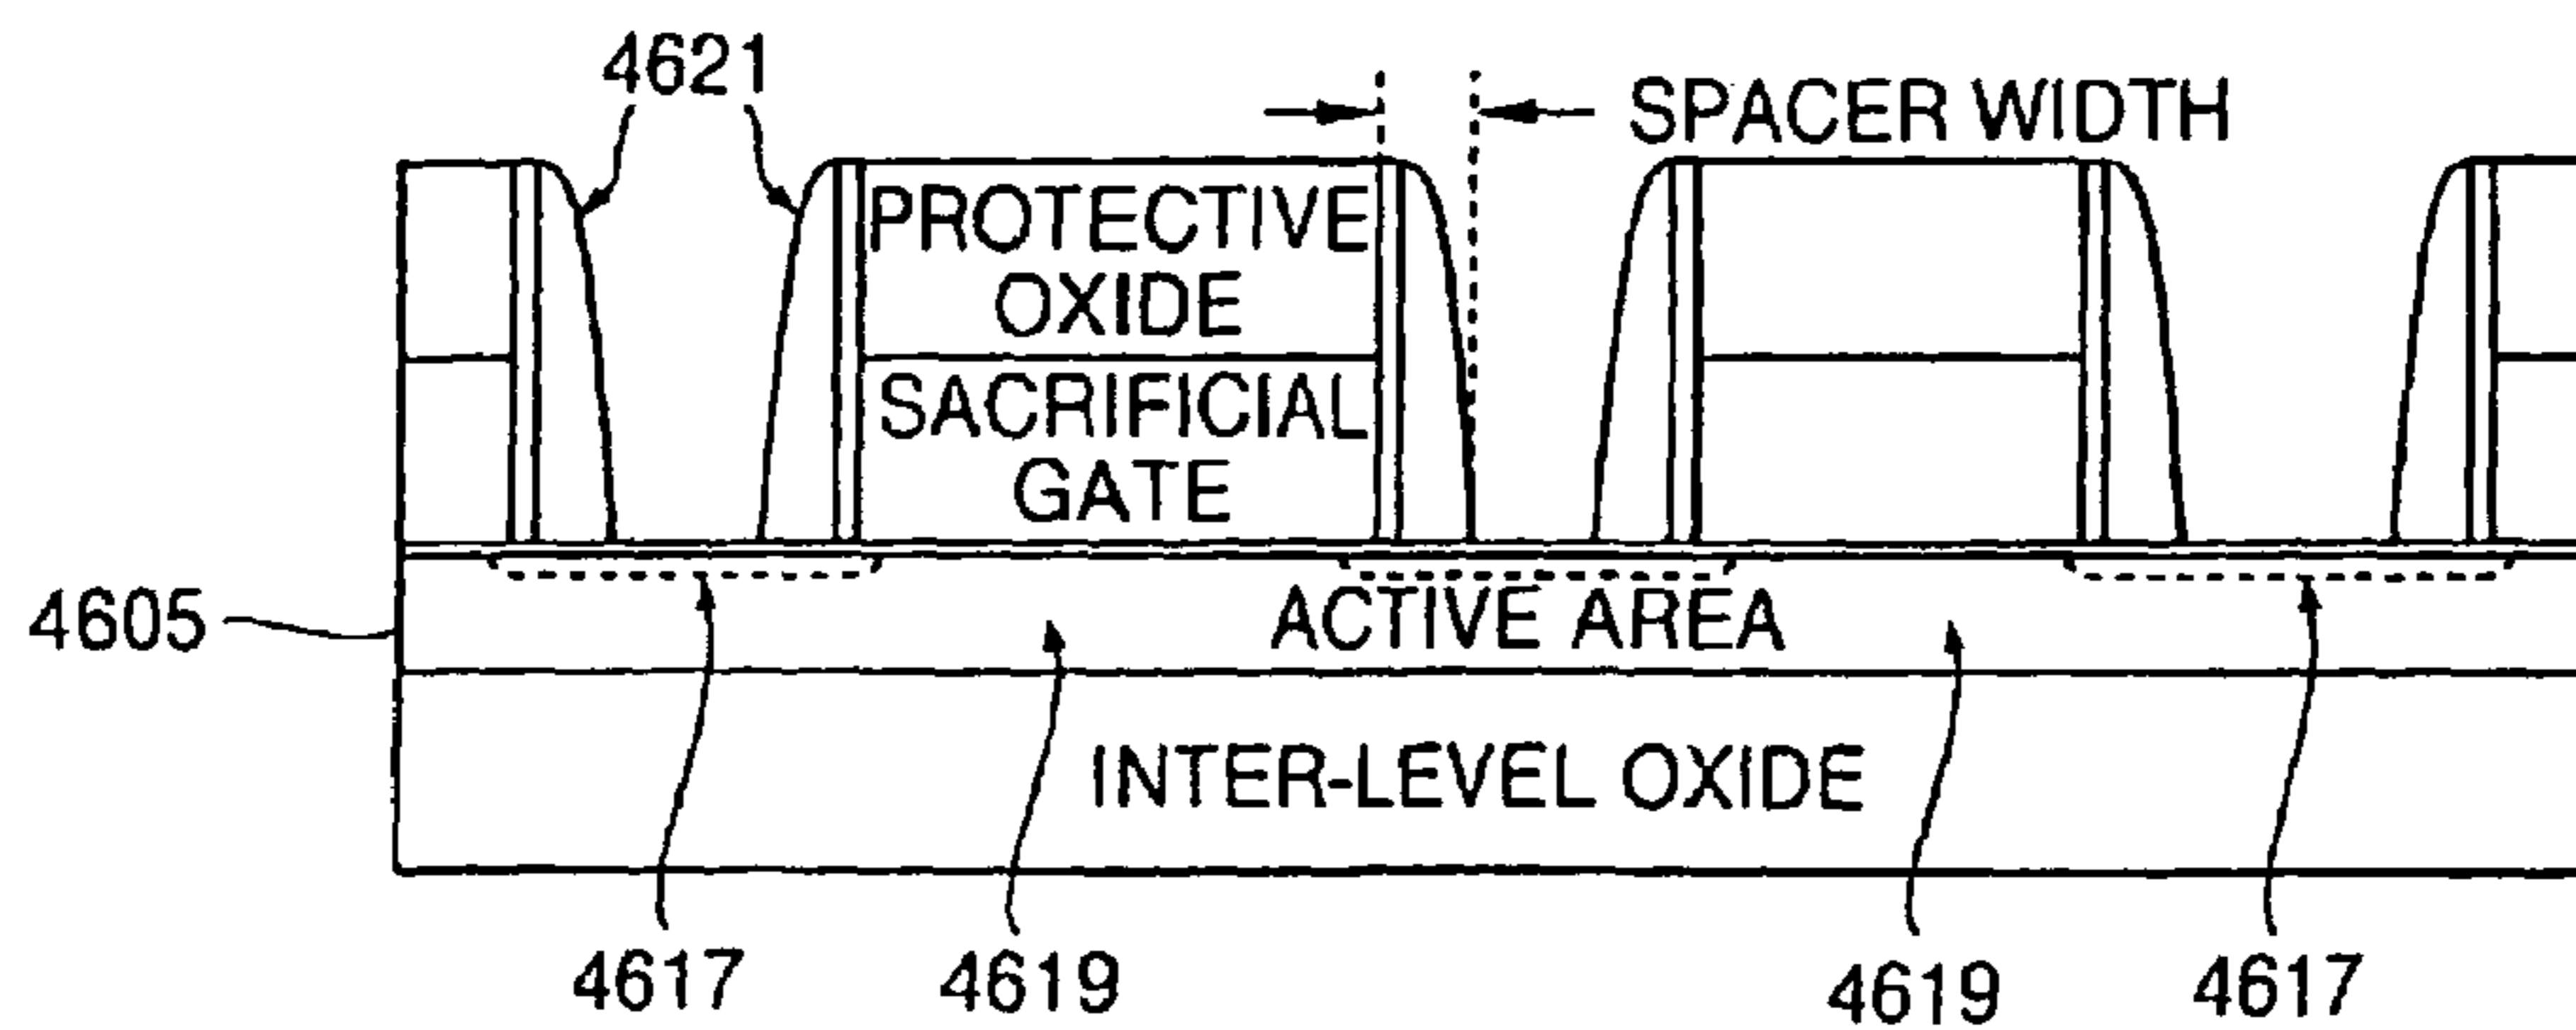 4621
SPACER WIDTH
PROTECTIVE
OXIDE
SACRIFICIAL
GATE
4605
ACTIVE AREA
INTER-LEVEL OXIDE
4617
4619
4619
4617